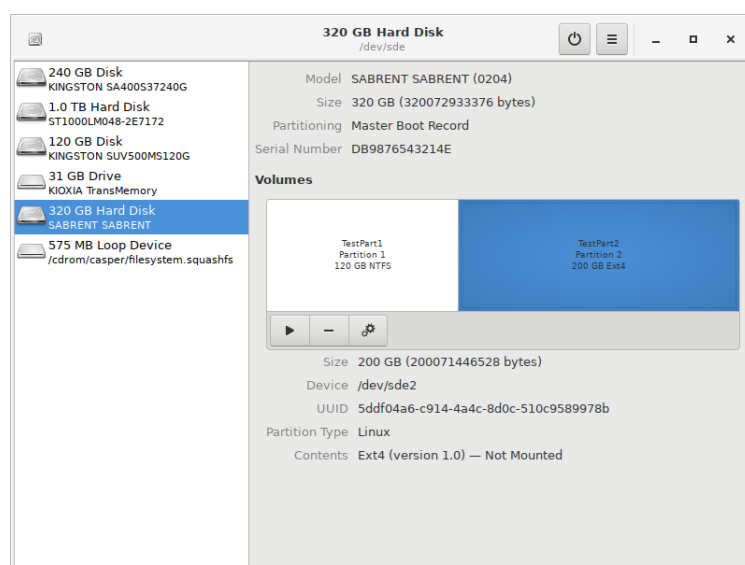 320 GB Hard Disk
/dev/sde
240 GB Disk
KINGSTON SA400S37240G
1.0 TB Hard Disk
ST1000LM048-2E7172
120 GB Disk
KINGSTON SUV500MS120G
31 GB Drive
KIOXIA TransMemory
320 GB Hard Disk
SABRENT SABRENT
575 MB Loop Device
/cdrom/casper/filesystem.squashfs
Model SABRENT SABRENT (0204)
Size 320 GB (320072933376 bytes)
Partitioning Master Boot Record
Serial Number DB9876543214E
Volumes
TestPart1
Partition 1
120 GB NTFS
TestPart2
Partition 2
200 GB Ext4
Size 200 GB (200071446528 bytes)
Device /dev/sde2
UUID 5ddf04a6-c914-4a4c-8d0c-510c9589978b
Partition Type Linux
Contents Ext4 (version 1.0) — Not Mounted